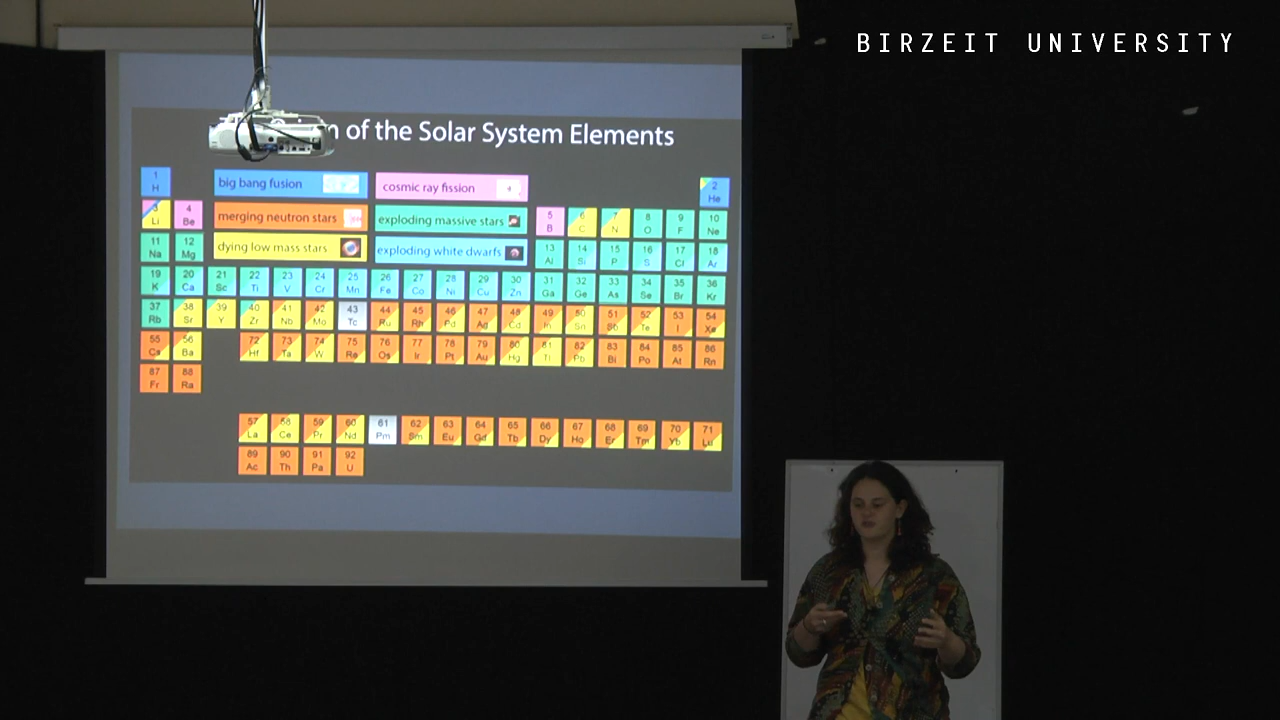 BIRZEIT UNIVERSITY
of the Solar System Elements
1 2
H He
big bang fusion cosmic ray fission
3 4 merging neutron stars exploding massive stars 5 6 7 8 9 10
Li Be B C N O F Ne
11 12 dying low mass stars exploding white dwarfs 13 14 15 16 17 18
Na Mg Al Si P S Cl Ar
19 20 21 22 23 24 25 26 27 28 29 30 31 32 33 34 35 36
K Ca Sc Ti V Cr Mn Fe Co Ni Cu Zn Ga Ge As Se Br Kr
37 38 39 40 41 42 43 44 45 46 47 48 49 50 51 52 53 54
Rb Sr Y Zr Nb Mo Tc Ru Rh Pd Ag Cd In Sn Sb Te I Xe
55 56 72 73 74 75 76 77 78 79 80 81 82 83 84 85 86
Cs Ba Hf Ta W Re Os Ir Pt Au Hg Tl Pb Bi Po At Rn
87 88
Fr Ra
57 58 59 60 61 62 63 64 65 66 67 68 69 70 71
La Ce Pr Nd Pm Sm Eu Gd Tb Dy Ho Er Tm Yb Lu
89 90 91 92
Ac Th Pa U